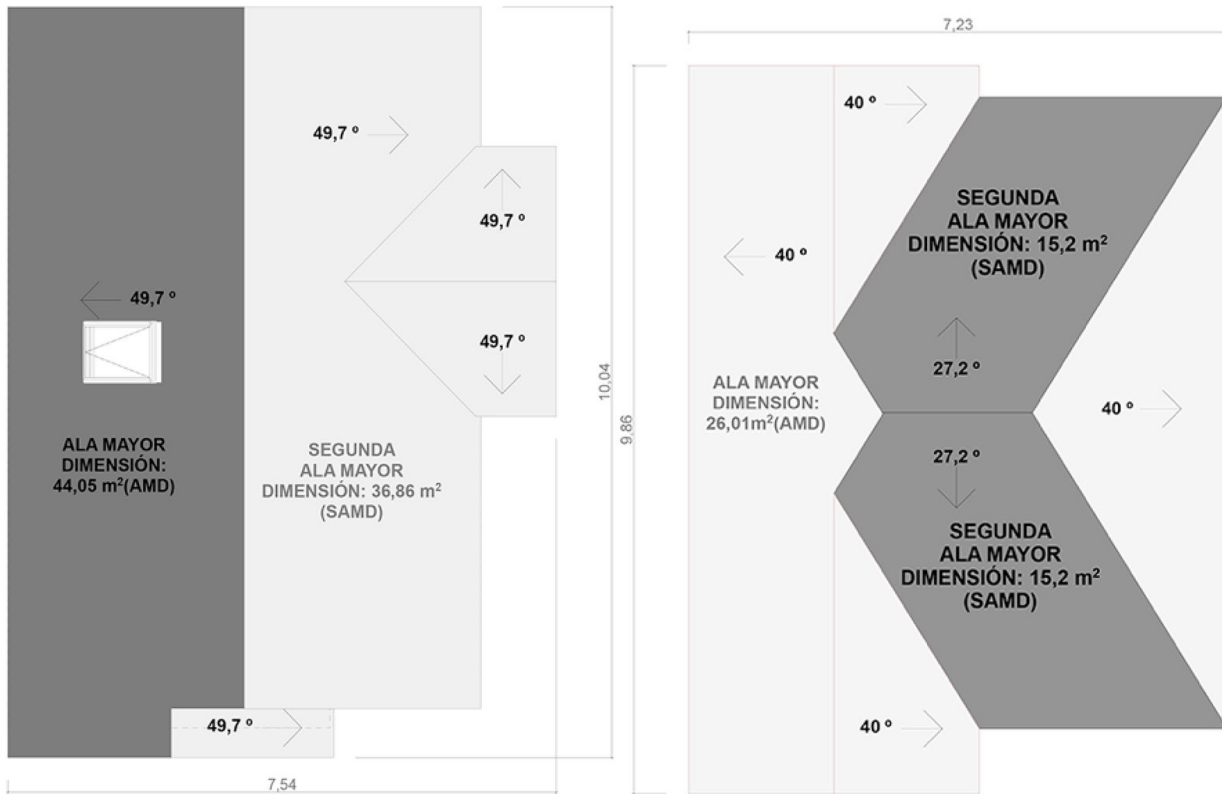 49,7 º
49,7 º
49,7 º
49,7 º
ALA MAYOR
DIMENSIÓN:
44,05 m²(AMD)
SEGUNDA
ALA MAYOR
DIMENSIÓN: 36,86 m²
(SAMD)
49,7 º
7,54
10,04
7,23
9,86
40 º
40 º
SEGUNDA
ALA MAYOR
DIMENSIÓN: 15,2 m²
(SAMD)
27,2 º
ALA MAYOR
DIMENSIÓN:
26,01m²(AMD)
40 º
27,2 º
SEGUNDA
ALA MAYOR
DIMENSIÓN: 15,2 m²
(SAMD)
40 º